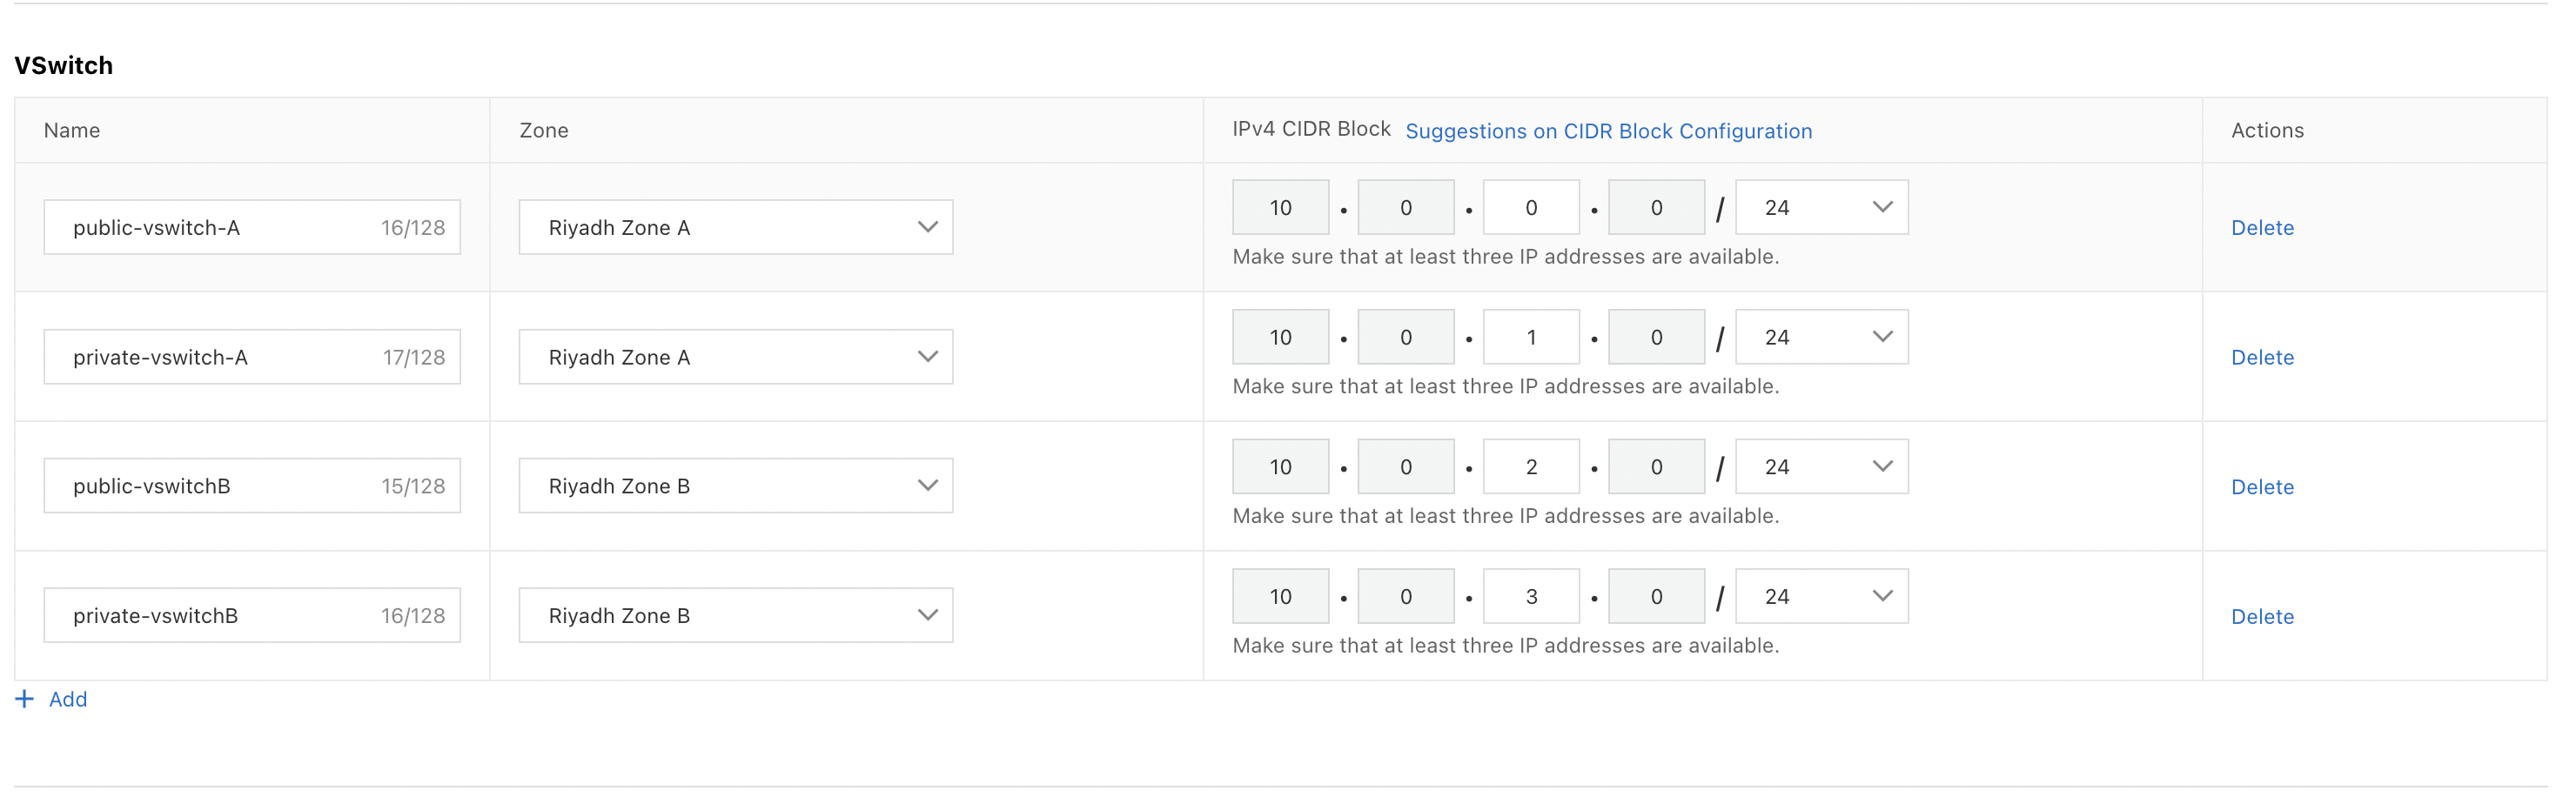 VSwitch
Name Zone IPv4 CIDR Block Suggestions on CIDR Block Configuration Actions
public-vswitch-A 16/128 Riyadh Zone A 10 . 0 . 0 . 0 / 24 Delete
Make sure that at least three IP addresses are available.
private-vswitch-A 17/128 Riyadh Zone A 10 . 0 . 1 . 0 / 24 Delete
Make sure that at least three IP addresses are available.
public-vswitchB 15/128 Riyadh Zone B 10 . 0 . 2 . 0 / 24 Delete
Make sure that at least three IP addresses are available.
private-vswitchB 16/128 Riyadh Zone B 10 . 0 . 3 . 0 / 24 Delete
Make sure that at least three IP addresses are available.
+ Add